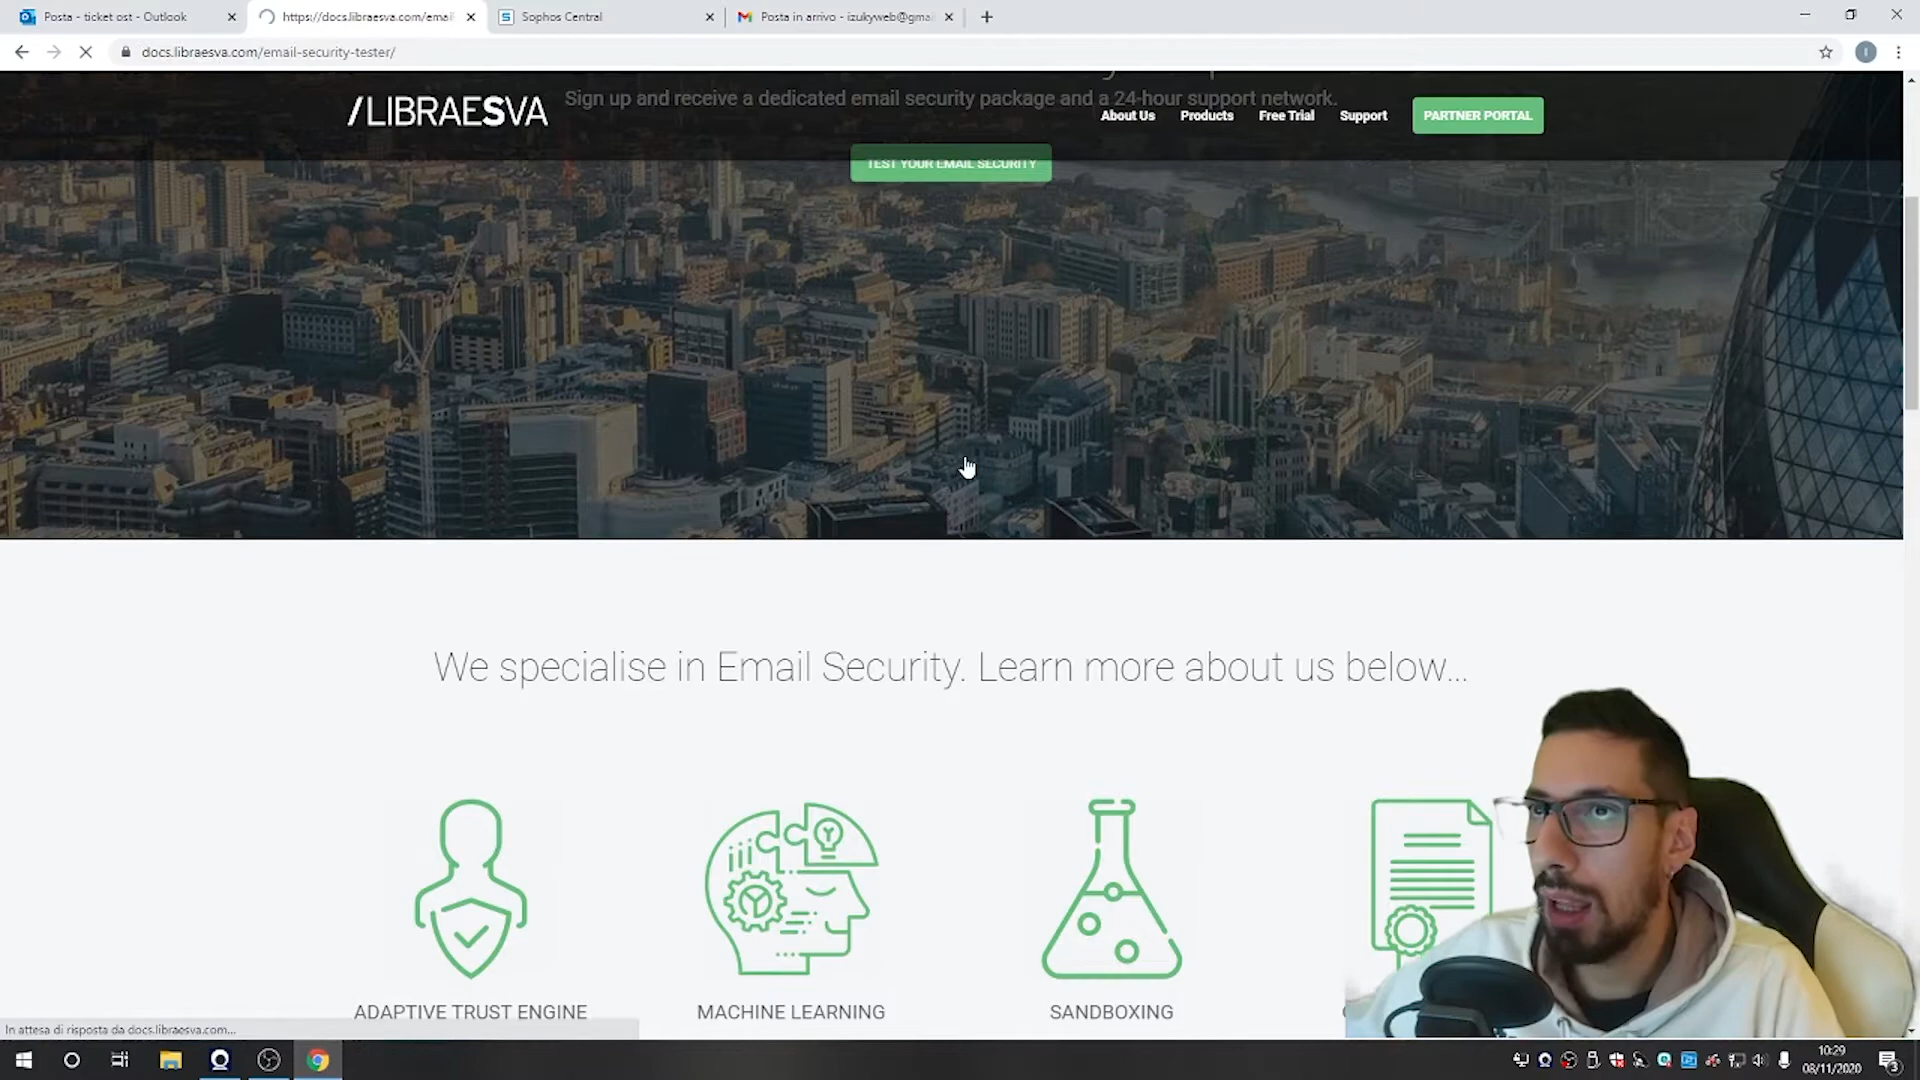 Posta - ticket ost - Outlook
https://docs.libraesva.com/emai
Sophos Central
Posta in arrivo - izukyweb@gma
docs.libraesva.com/email-security-tester/
Sign up and receive a dedicated email security package and a 24-hour support network.
/LIBRAESVA
About Us
Products
Free Trial
Support
PARTNER PORTAL
TEST YOUR EMAIL SECURITY
We specialise in Email Security. Learn more about us below...
ADAPTIVE TRUST ENGINE
MACHINE LEARNING
SANDBOXING
In attesa di risposta da docs.libraesva.com...
10:29
08/11/2020
3